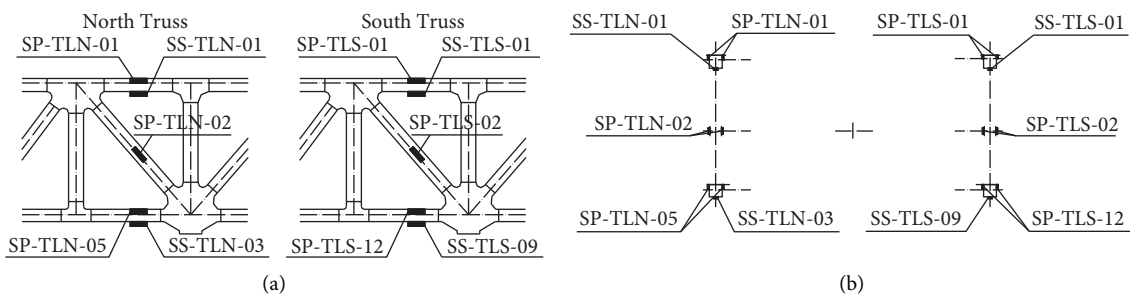 North Truss
SP-TLN-01 SS-TLN-01
SP-TLN-02
SP-TLN-05 SS-TLN-03
South Truss
SP-TLS-01 SS-TLS-01
SP-TLS-02
SP-TLS-12 SS-TLS-09
(a)
SS-TLN-01 SP-TLN-01
SP-TLN-02
SP-TLN-05 SS-TLN-03
SP-TLS-01 SS-TLS-01
SP-TLS-02
SS-TLS-09 SP-TLS-12
(b)